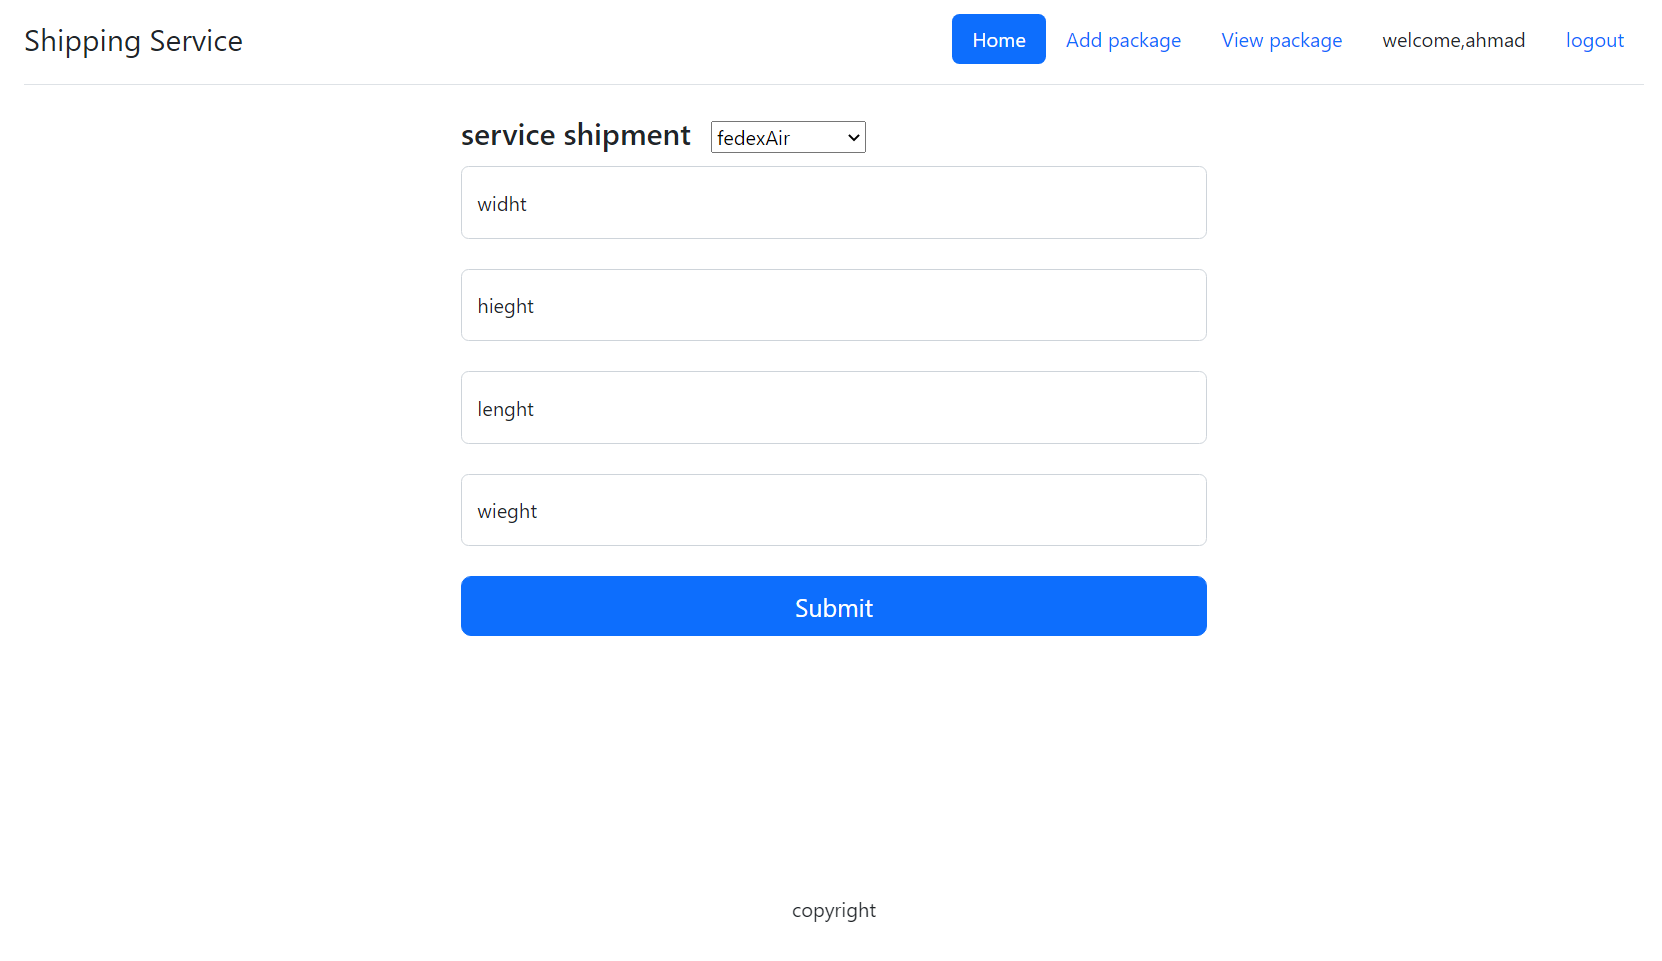 Shipping Service Home Add package View package welcome,ahmad logout
service shipment fedexAir
widht
hieght
lenght
wieght
Submit
copyright